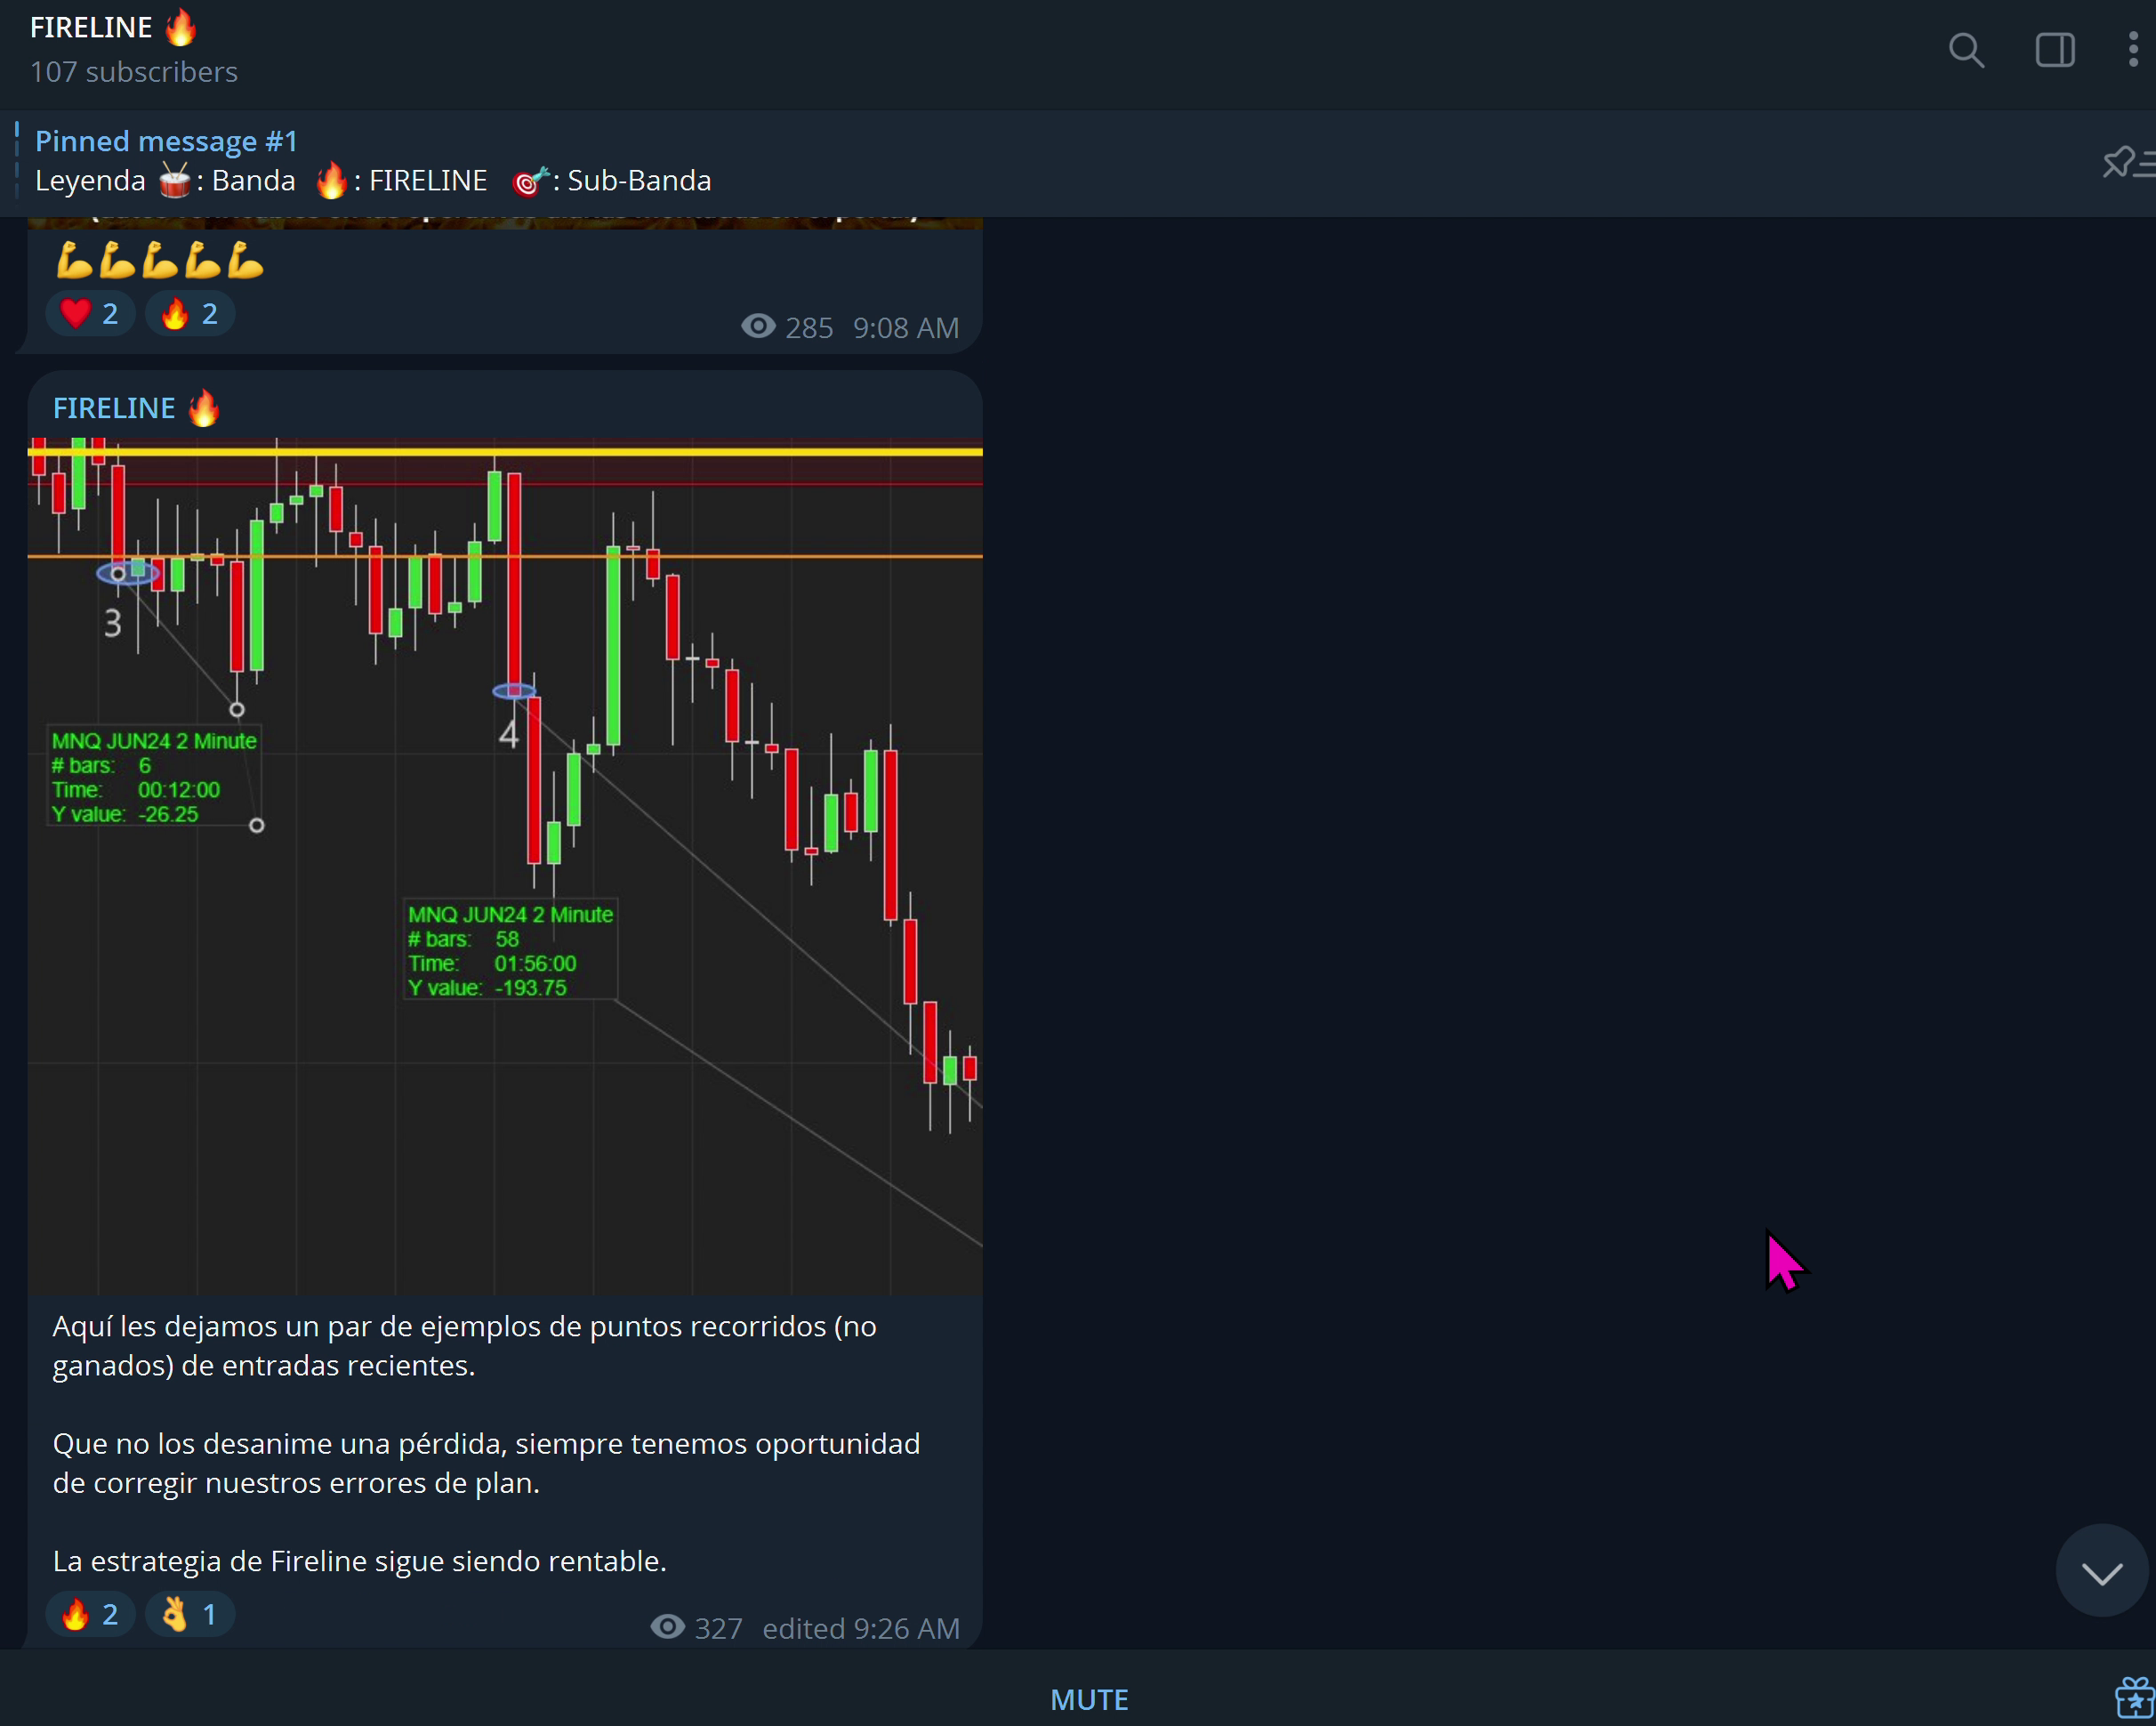 FIRELINE 🔥
107 subscribers
Pinned message #1
Leyenda 🥁: Banda 🔥: FIRELINE 🎯: Sub-Banda
💪💪💪💪💪
❤️ 2 🔥 2 285 9:08 AM
FIRELINE 🔥
3
4
MNQ JUN24 2 Minute
# bars: 6
Time: 00:12:00
Y value: -26.25
MNQ JUN24 2 Minute
# bars: 58
Time: 01:56:00
Y value: -193.75
Aquí les dejamos un par de ejemplos de puntos recorridos (no
ganados) de entradas recientes.
Que no los desanime una pérdida, siempre tenemos oportunidad
de corregir nuestros errores de plan.
La estrategia de Fireline sigue siendo rentable.
🔥 2 👌 1 327 edited 9:26 AM
MUTE